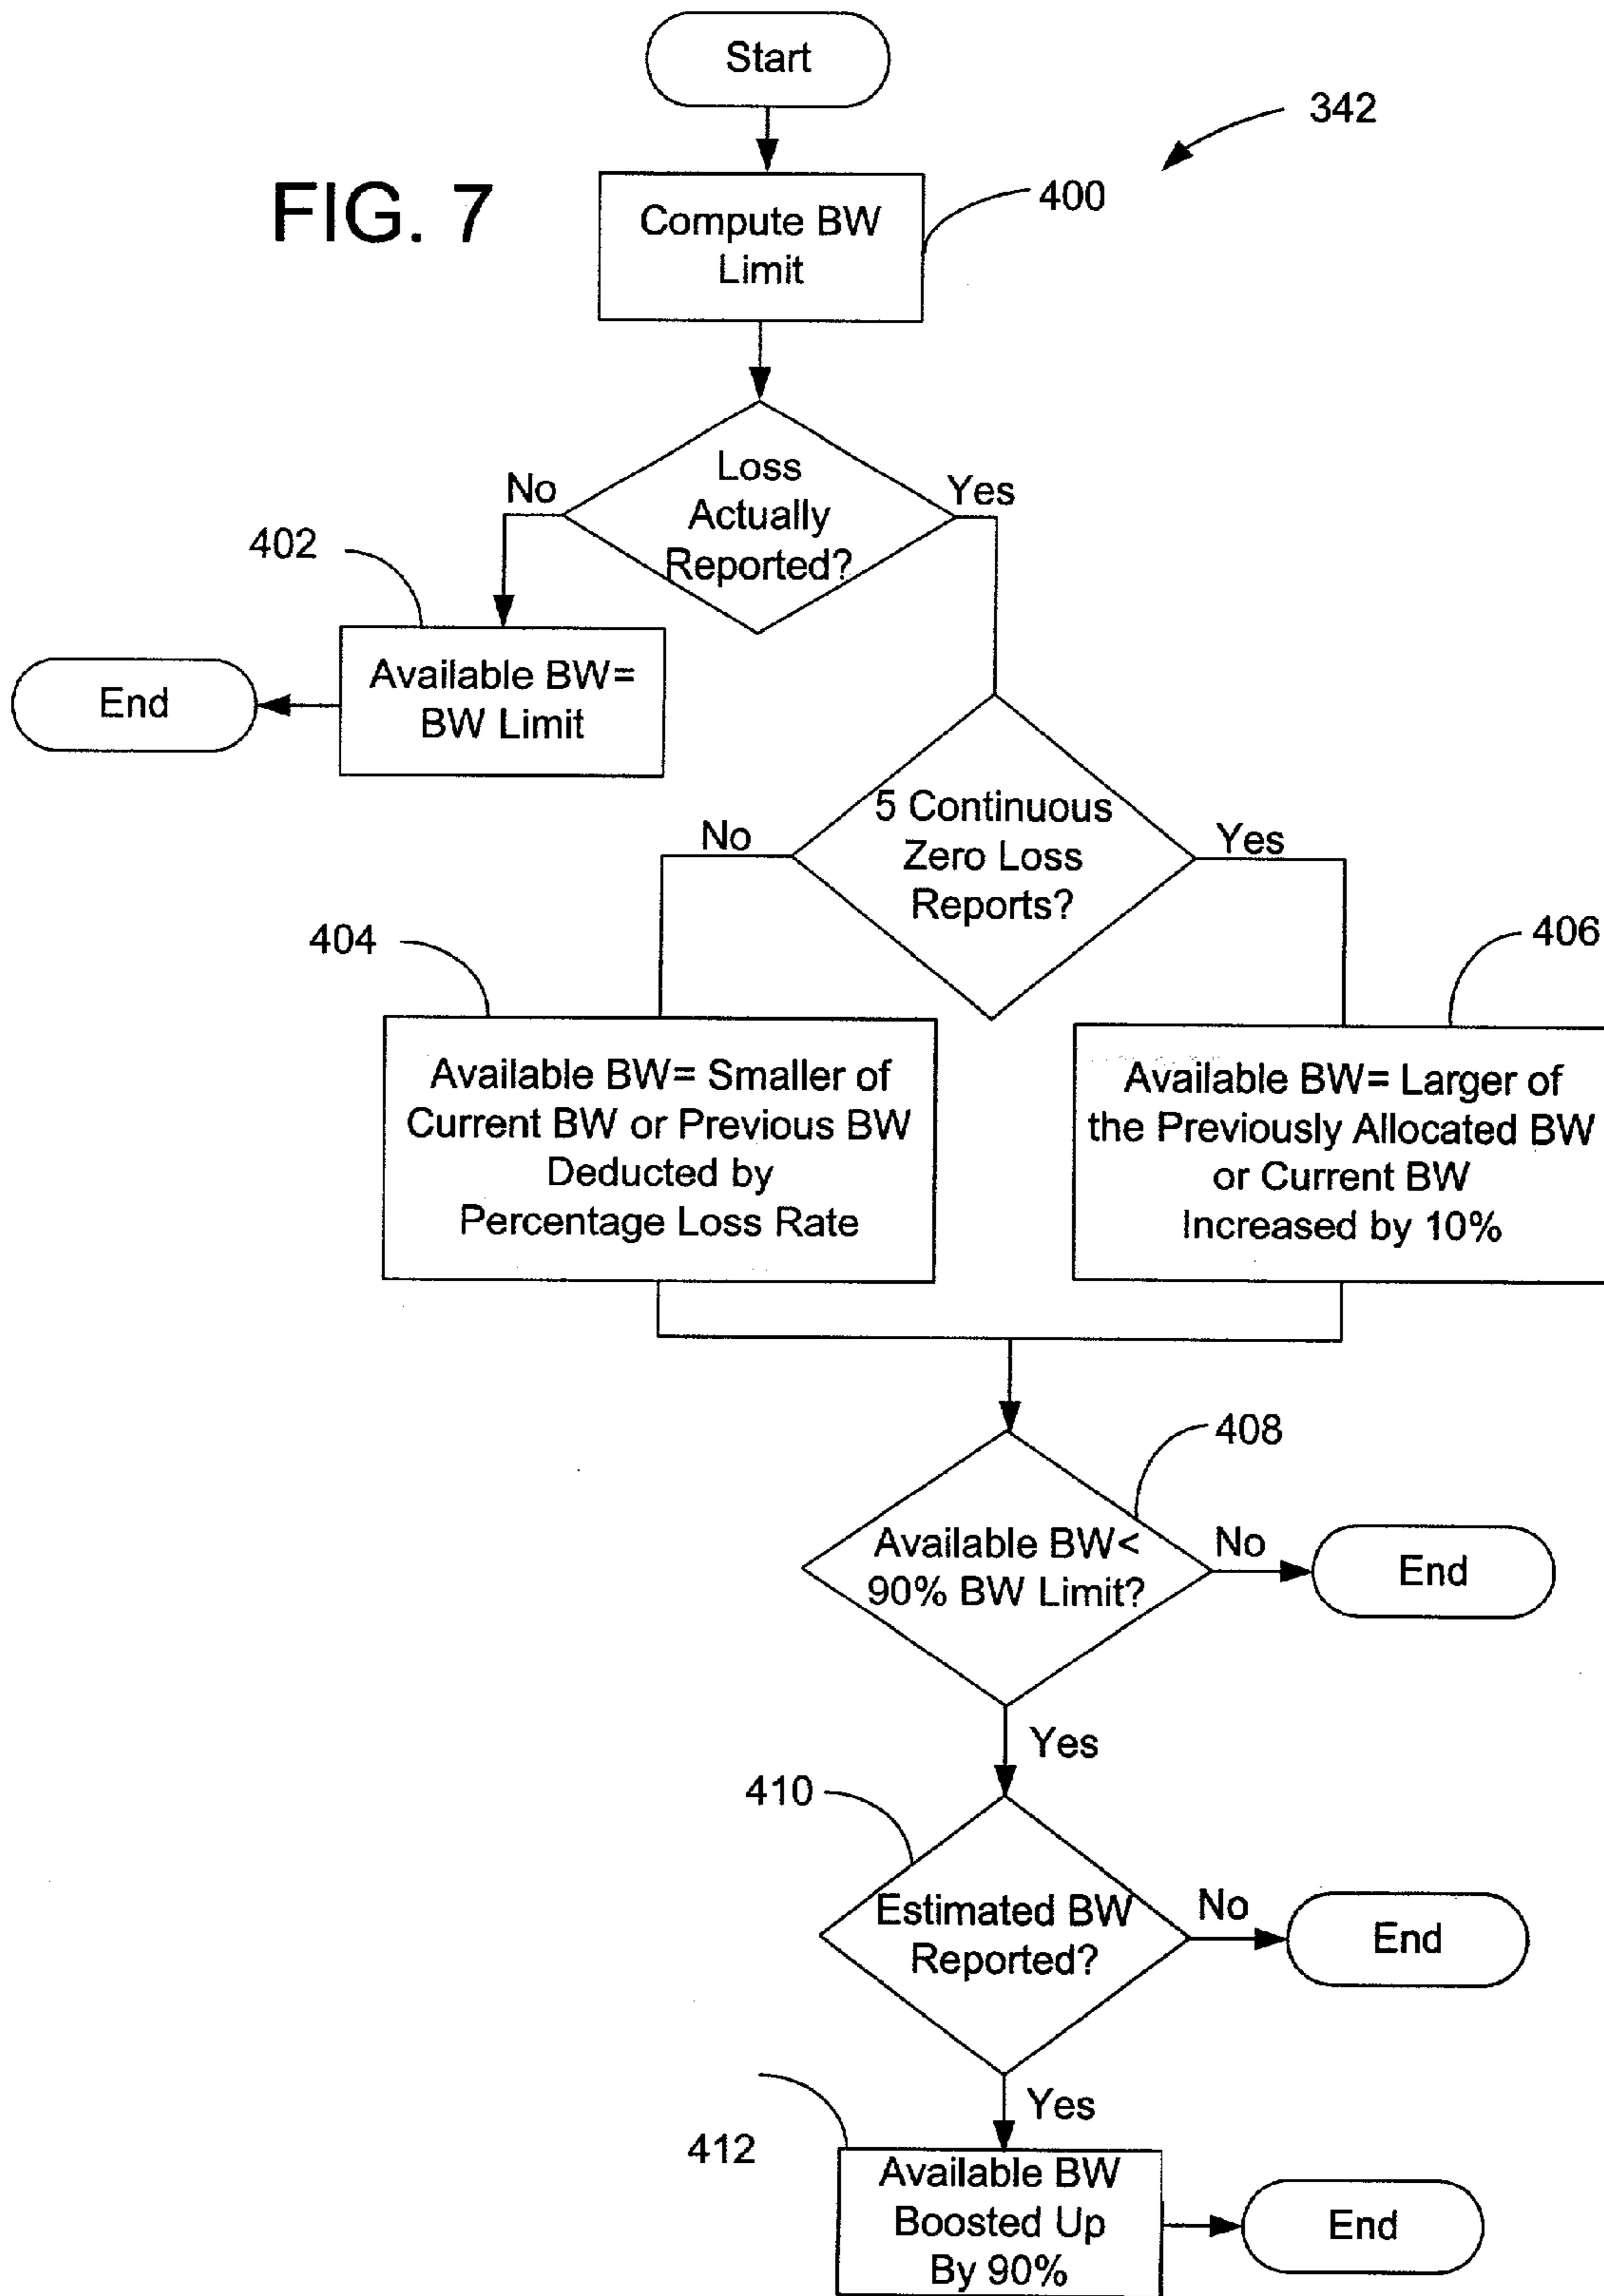 Start
342
FIG. 7
400
Compute BW
Limit
Loss
Actually
Reported?
No
Yes
402
Available BW=
BW Limit
End
5 Continuous
Zero Loss
Reports?
No
Yes
404
406
Available BW= Smaller of
Current BW or Previous BW
Deducted by
Percentage Loss Rate
Available BW= Larger of
the Previously Allocated BW
or Current BW
Increased by 10%
408
Available BW<
90% BW Limit?
No
End
Yes
410
Estimated BW
Reported?
No
End
Yes
412
Available BW
Boosted Up
By 90%
End